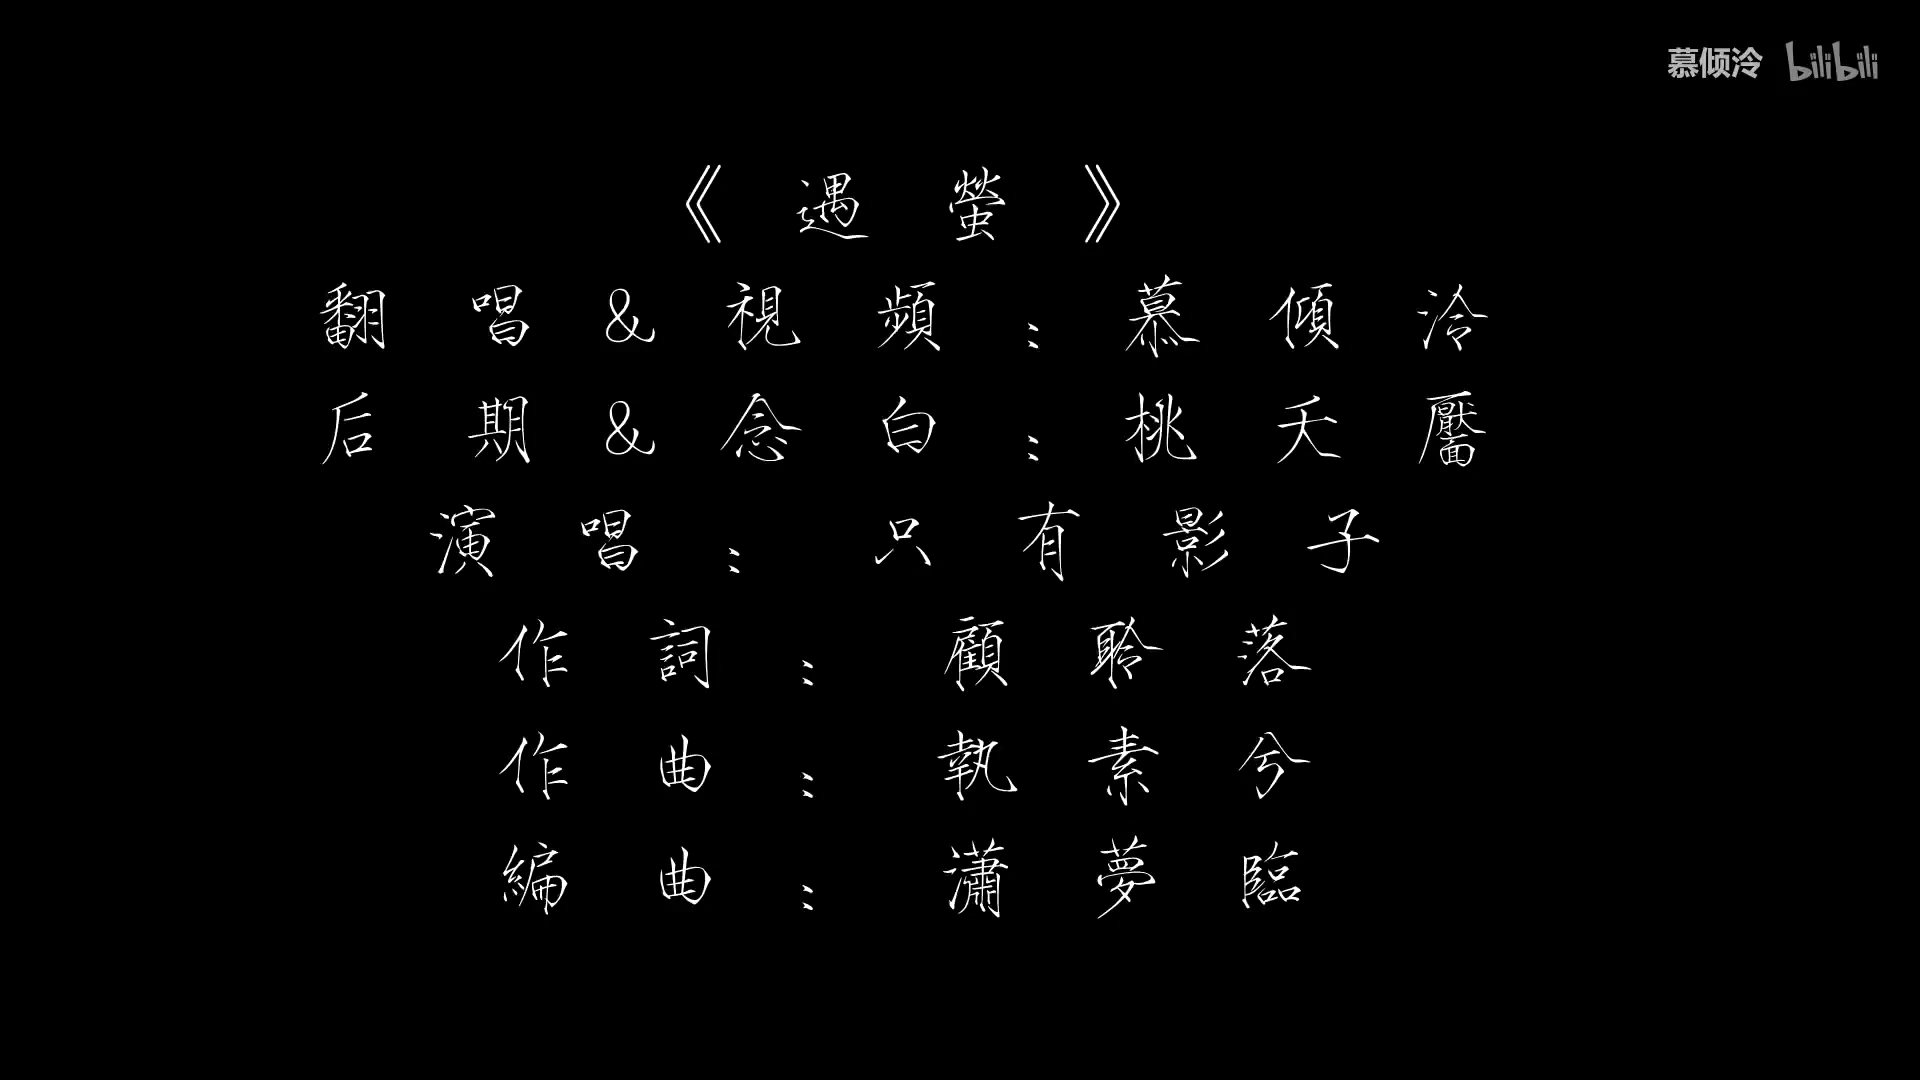 慕倾泠 bilibili
《遇螢》
翻唱&視頻：慕傾泠
后期&念白：桃夭靨
演唱：只有影子
作詞：顧聆落
作曲：執素兮
編曲：瀟夢臨